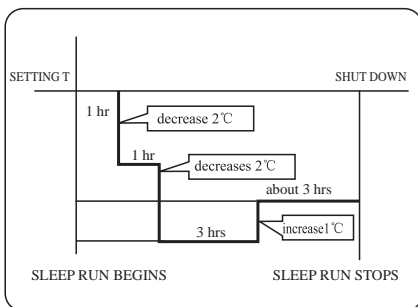 SETTING T
SHUT DOWN
1 hr
decrease 2℃
1 hr
decreases 2℃
about 3 hrs
3 hrs
increase1℃
SLEEP RUN BEGINS
SLEEP RUN STOPS